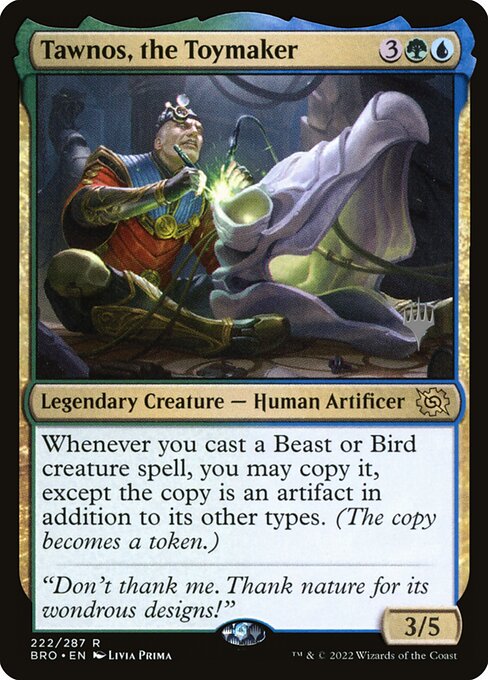 Tawnos, the Toymaker 3
Legendary Creature — Human Artificer
Whenever you cast a Beast or Bird
creature spell, you may copy it,
except the copy is an artifact in
addition to its other types. (The copy
becomes a token.)
“Don’t thank me. Thank nature for its
wondrous designs!”
3/5
222/287 R
BRO • EN Livia Prima
™ & © 2022 Wizards of the Coast